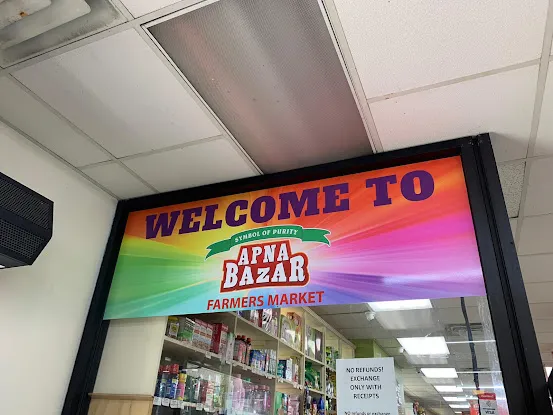 WELCOME TO
SYMBOL OF PURITY
APNA
BAZAR
FARMERS MARKET
NO REFUNDS!
EXCHANGE
ONLY WITH
RECEIPTS